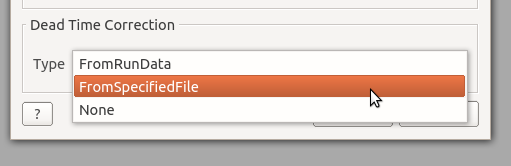 Dead Time Correction
Type
FromRunData
FromSpecifiedFile
None
?